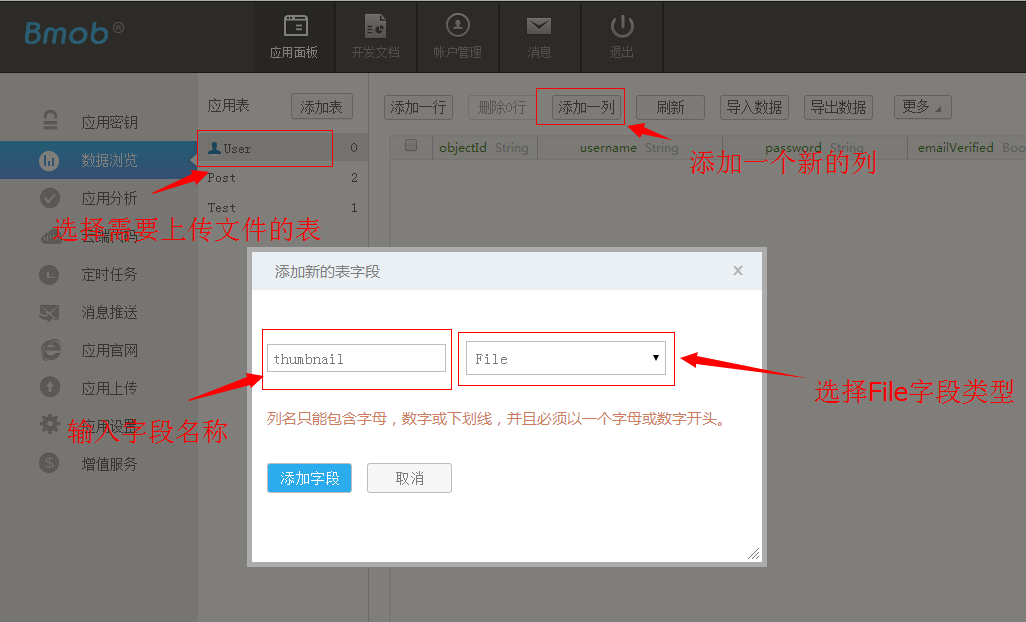 Bmob®
应用面板 开发文档 帐户管理 消息 退出
应用表 添加表 添加一行 删除0行 添加一列 刷新 导入数据 导出数据 更多
应用密钥
数据浏览
应用分析
云端代码
定时任务
消息推送
应用官网
应用上传
应用设置
增值服务
User 0
Post 2
Test 1
objectId String username String password String emailVerified Boo
添加一个新的列
选择需要上传文件的表
添加新的表字段 x
thumbnail File
选择File字段类型
输入字段名称
列名只能包含字母，数字或下划线，并且必须以一个字母或数字开头。
添加字段 取消